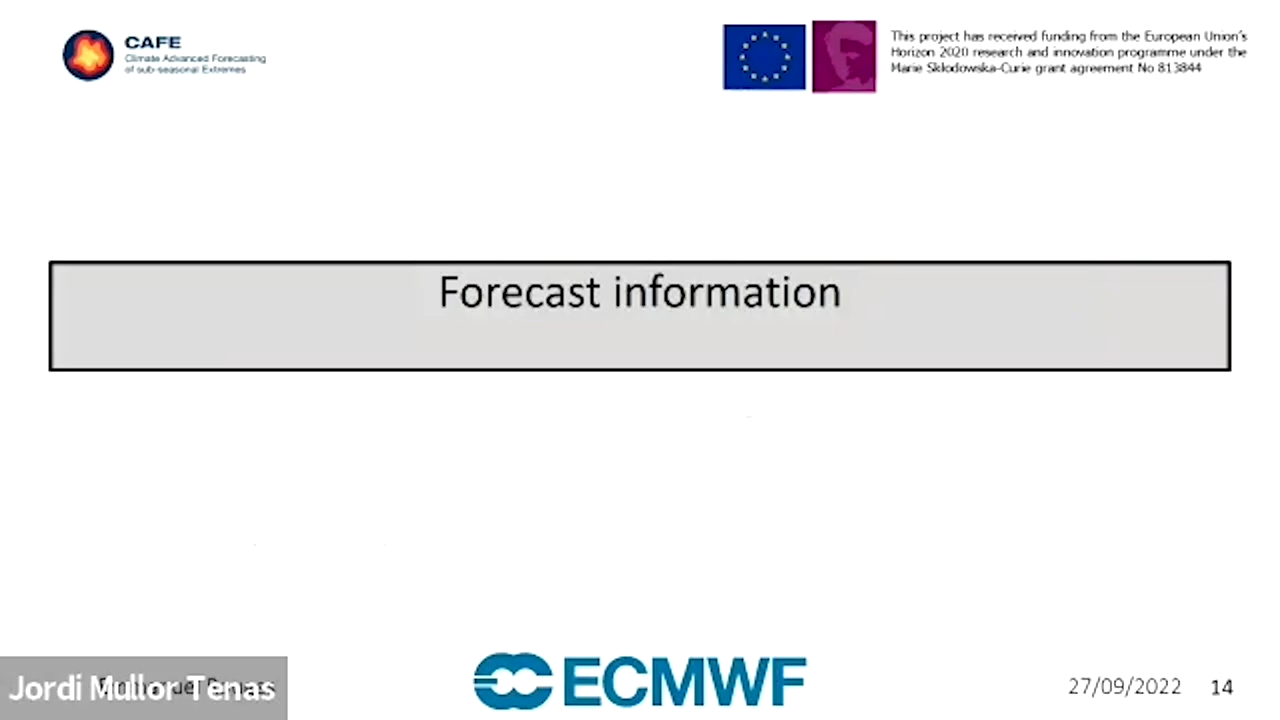 CAFE
Climate Advanced Forecasting
of sub-seasonal Extremes
This project has received funding from the European Union's
Horizon 2020 research and innovation programme under the
Marie Skłodowska-Curie grant agreement No 813844
Forecast information
Jordi Mullor Tenas
ECMWF
27/09/2022
14